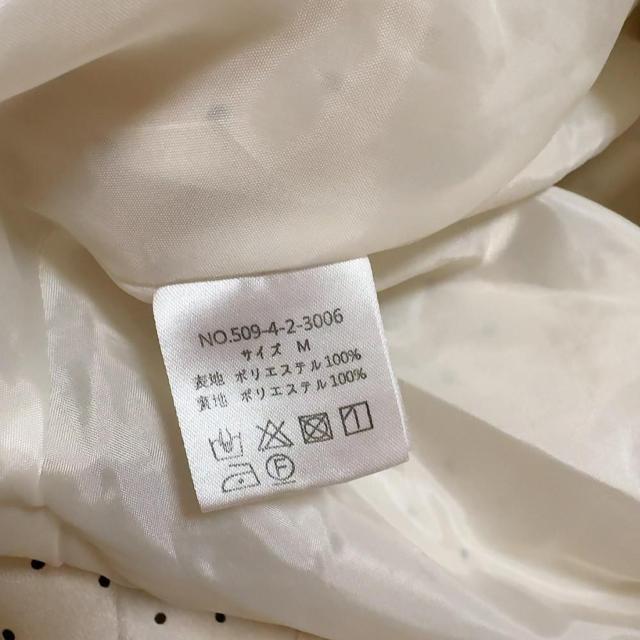 NO.509-4-2-3006
サイズ M
表地 ポリエステル100%
裏地 ポリエステル100%
F